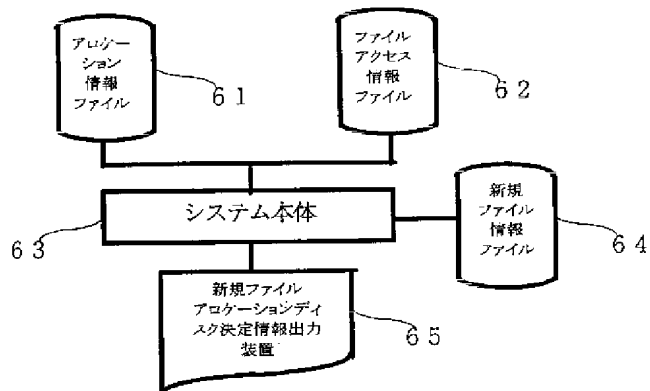 アロケー
ション
情報
ファイル
61
ファイル
アクセス
情報
ファイル
62
システム本体
63
新規
ファイル
情報
ファイル
64
新規ファイル
アロケーションディ
スク決定情報出力
装置
65